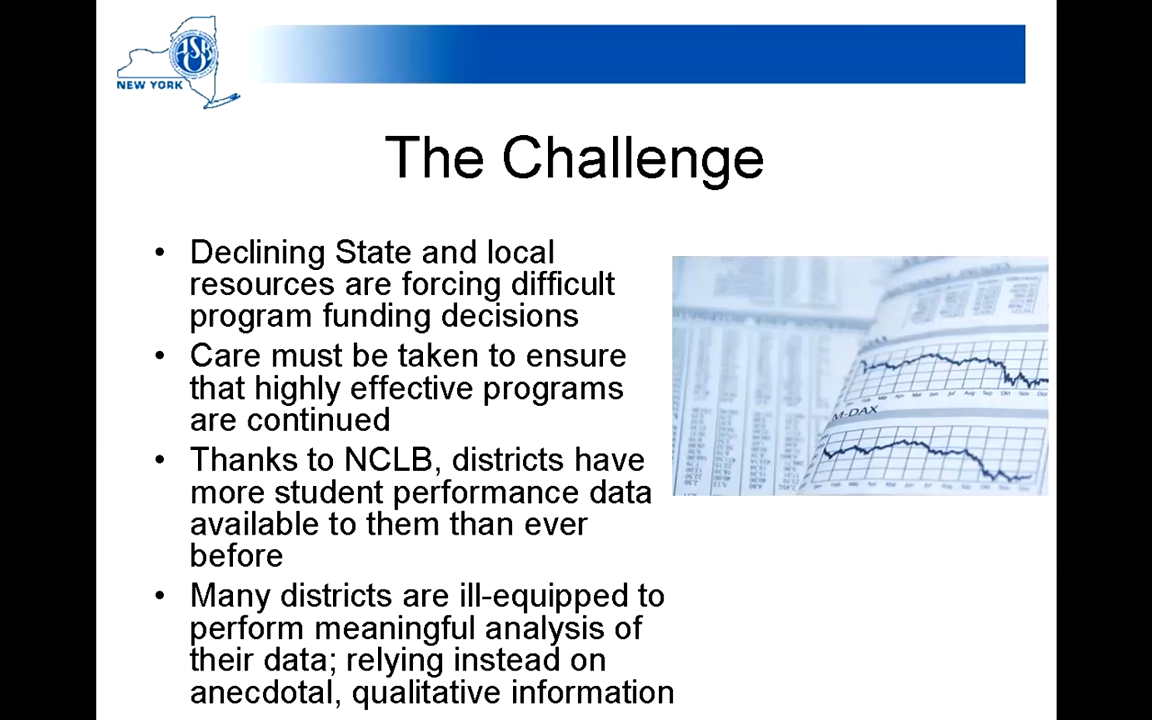 ASB
NEW YORK
The Challenge
• Declining State and local
resources are forcing difficult
program funding decisions
• Care must be taken to ensure
that highly effective programs
are continued
• Thanks to NCLB, districts have
more student performance data
available to them than ever
before
• Many districts are ill-equipped to
perform meaningful analysis of
their data; relying instead on
anecdotal, qualitative information
M-DAX